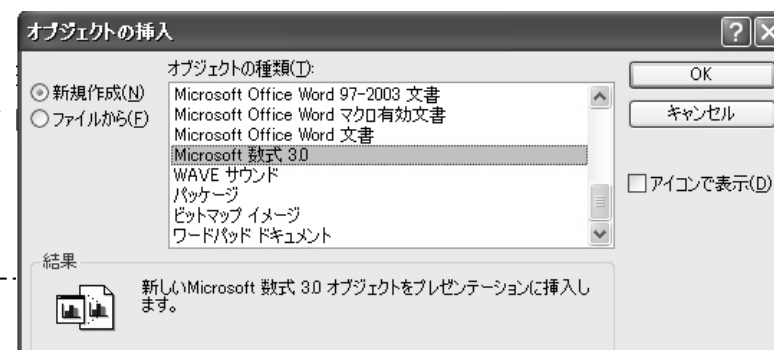 オブジェクトの挿入
オブジェクトの種類(T):
新規作成(N)
ファイルから(F)
Microsoft Office Word 97-2003 文書
Microsoft Office Word マクロ有効文書
Microsoft Office Word 文書
Microsoft 数式 3.0
WAVE サウンド
パッケージ
ビットマップ イメージ
ワードパッド ドキュメント
OK
キャンセル
アイコンで表示(D)
結果
新しいMicrosoft 数式 3.0 オブジェクトをプレゼンテーションに挿入し
ます。